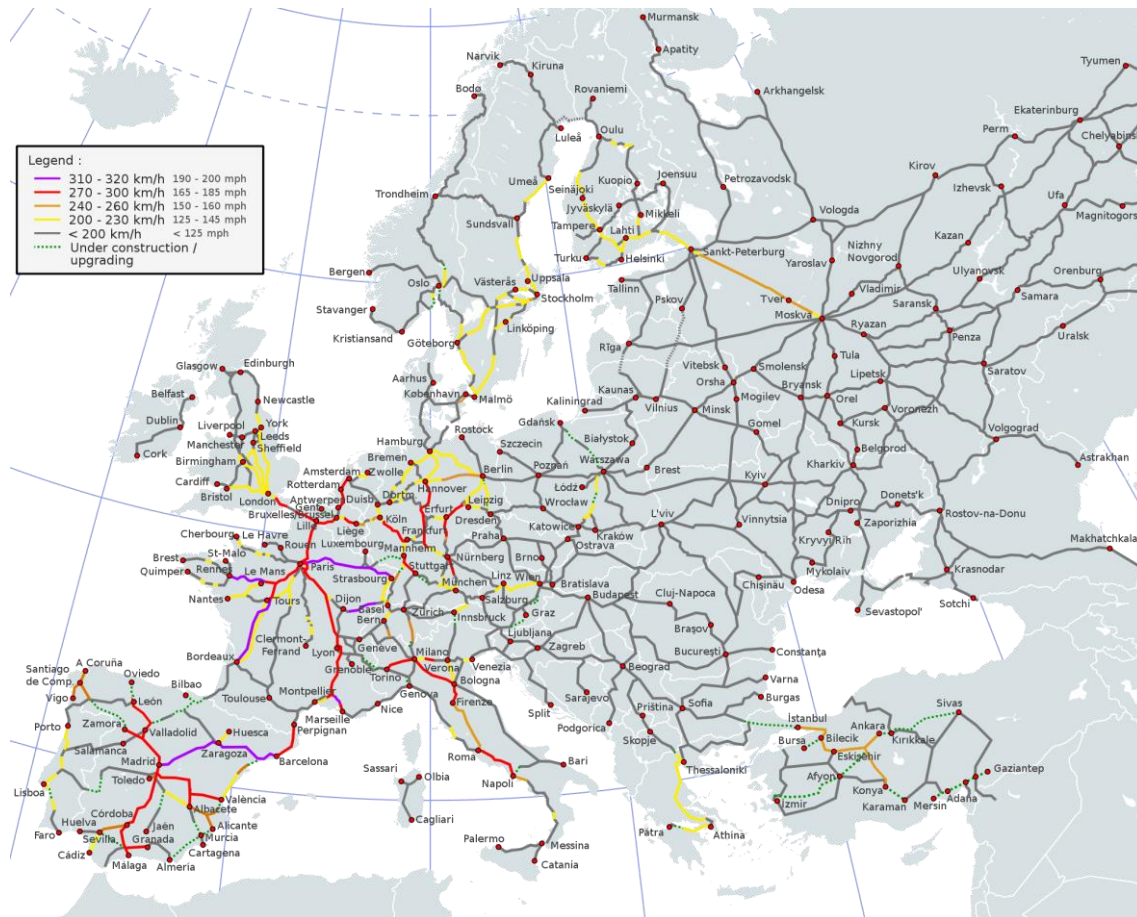 Legend :
310 - 320 km/h 190 - 200 mph
270 - 300 km/h 165 - 185 mph
240 - 260 km/h 150 - 160 mph
200 - 230 km/h 125 - 145 mph
< 200 km/h < 125 mph
Under construction /
upgrading
Murmansk
Apatity
Narvik
Kiruna
Bodø
Rovaniemi
Arkhangelsk
Tyumen
Ekaterinburg
Perm
Chelyabinsk
Luleå
Oulu
Umeå
Seinäjoki
Kuopio
Joensuu
Petrozavodsk
Kirov
Izhevsk
Ufa
Magnitogors
Trondheim
Jyväskylä
Mikkeli
Sundsvall
Tampere
Lahti
Vologda
Kazan
Turku
Helsinki
Sankt-Peterburg
Yaroslav
Nizhny
Novgorod
Bergen
Oslo
Västerås
Uppsala
Stockholm
Tallinn
Pskov
Tver
Vladimir
Ulyanovsk
Orenburg
Samara
Saransk
Stavanger
Kristiansand
Göteborg
Linköping
Moskva
Ryazan
Penza
Uralsk
Rīga
Tula
Glasgow
Edinburgh
Aarhus
København
Malmö
Kaunas
Vilnius
Vitebsk
Orsha
Smolensk
Mogilev
Bryansk
Lipetsk
Saratov
Belfast
Newcastle
Kaliningrad
Minsk
Orel
Voronezh
Dublin
Liverpool
York
Leeds
Manchester
Sheffield
Rostock
Gdańsk
Gomel
Kursk
Volgograd
Cork
Birmingham
Hamburg
Szczecin
Białystok
Belgorod
Astrakhan
Cardiff
Bristol
London
Amsterdam
Bremen
Zwolle
Berlin
Poznań
Warszawa
Brest
Kyiv
Kharkiv
Rotterdam
Hannover
Łódź
Antwerpen
Gent
Duisb.
Dortm.
Leipzig
Wrocław
Dnipro
Donets'k
Bruxelles/Brussel
Lille
Köln
Erfurt
Dresden
Katowice
L'viv
Vinnytsia
Zaporizhia
Rostov-na-Donu
Cherbourg
Le Havre
Liège
Frankfurt
Praha
Kraków
Ostrava
Kryvyi Rih
Makhatchkala
Rouen
Luxembourg
Mannheim
Nürnberg
Brno
Brest
St-Malo
Rennes
Quimper
Le Mans
Paris
Strasbourg
Stuttgart
München
Linz
Wien
Bratislava
Budapest
Chişinău
Mykolaiv
Odesa
Krasnodar
Nantes
Tours
Dijon
Basel
Bern
Zürich
Innsbruck
Salzburg
Graz
Cluj-Napoca
Sevastopol'
Sotchi
Clermont-
Ferrand
Lyon
Genève
Grenoble
Milano
Verona
Venezia
Ljubljana
Zagreb
Braşov
Bordeaux
Torino
Bologna
Beograd
Bucureşti
Constanţa
Santiago
de Comp.
A Coruña
Oviedo
Bilbao
Toulouse
Montpellier
Genova
Firenze
Sarajevo
Varna
Vigo
León
Marseille
Nice
Split
Podgorica
Priština
Sofia
Burgas
Porto
Zamora
Valladolid
Huesca
Perpignan
Roma
Skopje
İstanbul
Ankara
Sivas
Salamanca
Zaragoza
Barcelona
Bari
Bursa
Bilecik
Kırıkkale
Madrid
Toledo
Sassari
Olbia
Napoli
Thessaloniki
Eskişehir
Afyon
Gaziantep
Lisboa
València
Albacete
Konya
Adana
Córdoba
Cagliari
İzmir
Karaman
Mersin
Faro
Huelva
Sevilla
Jaén
Granada
Alicante
Murcia
Cartagena
Palermo
Messina
Pátra
Athina
Cádiz
Málaga
Almería
Catania